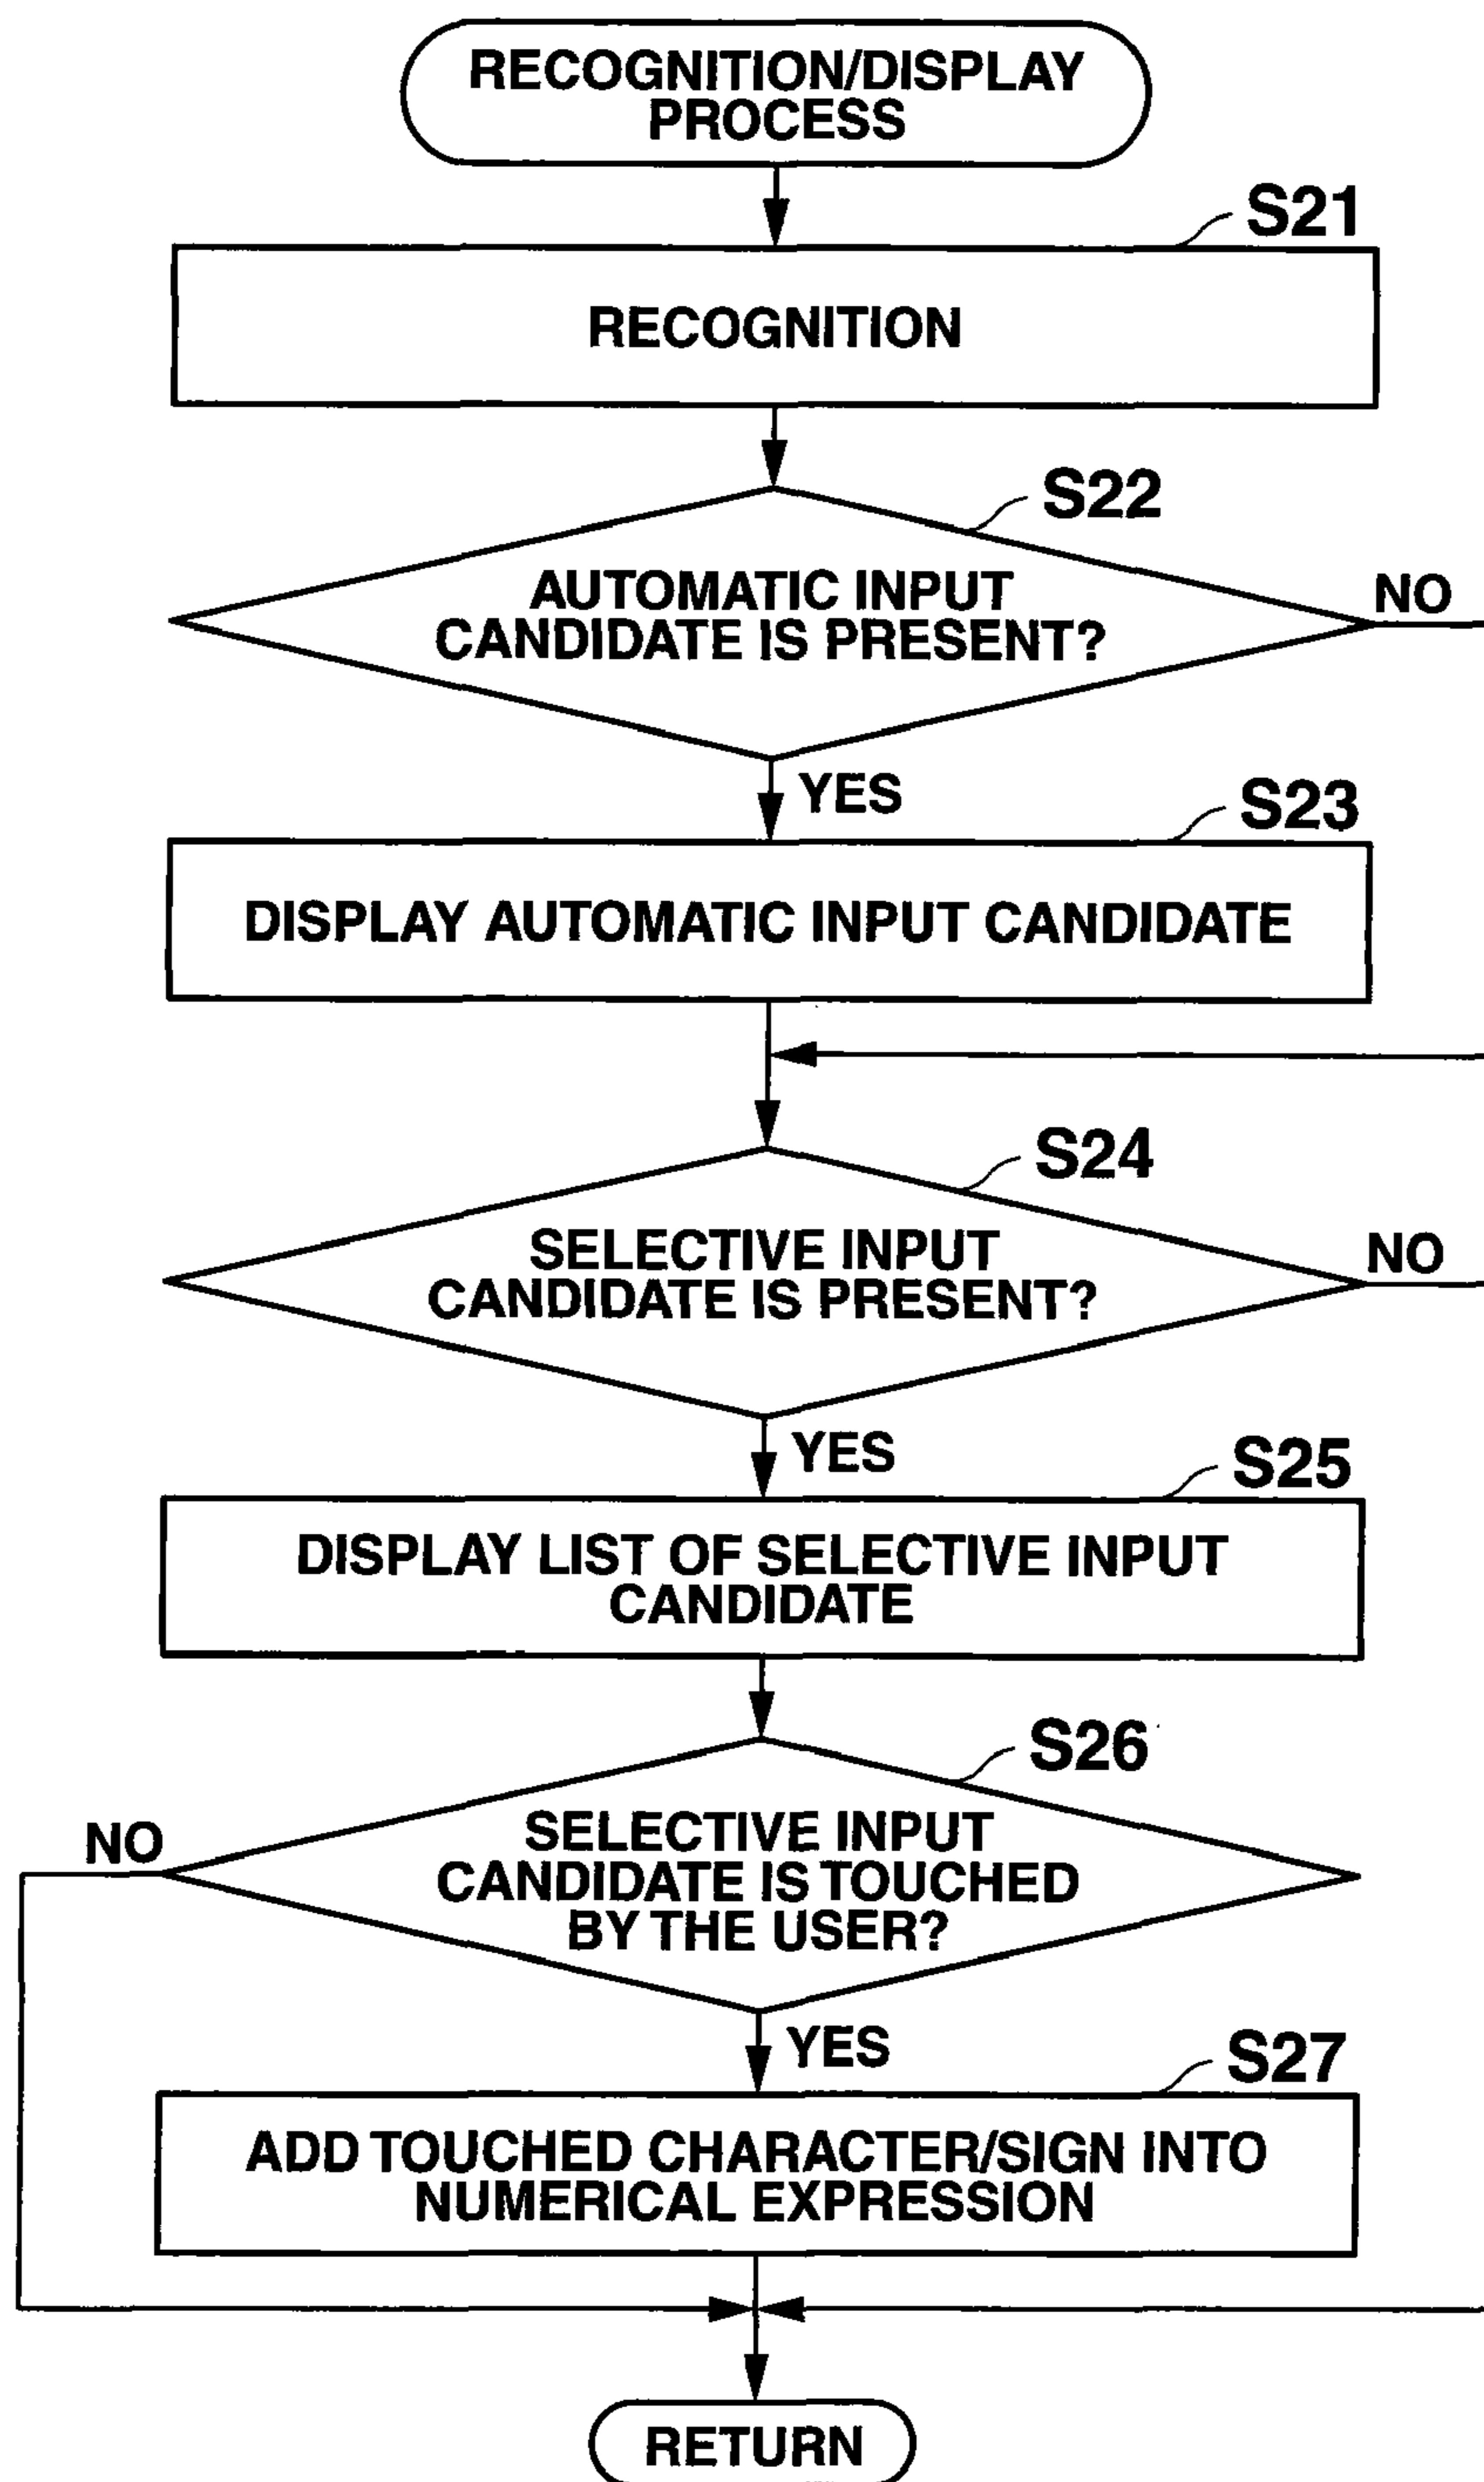 RECOGNITION/DISPLAY
PROCESS
S21
RECOGNITION
S22
AUTOMATIC INPUT
CANDIDATE IS PRESENT?
NO
YES
S23
DISPLAY AUTOMATIC INPUT CANDIDATE
S24
SELECTIVE INPUT
CANDIDATE IS PRESENT?
NO
YES
S25
DISPLAY LIST OF SELECTIVE INPUT
CANDIDATE
S26
NO
SELECTIVE INPUT
CANDIDATE IS TOUCHED
BY THE USER?
YES
S27
ADD TOUCHED CHARACTER/SIGN INTO
NUMERICAL EXPRESSION
RETURN